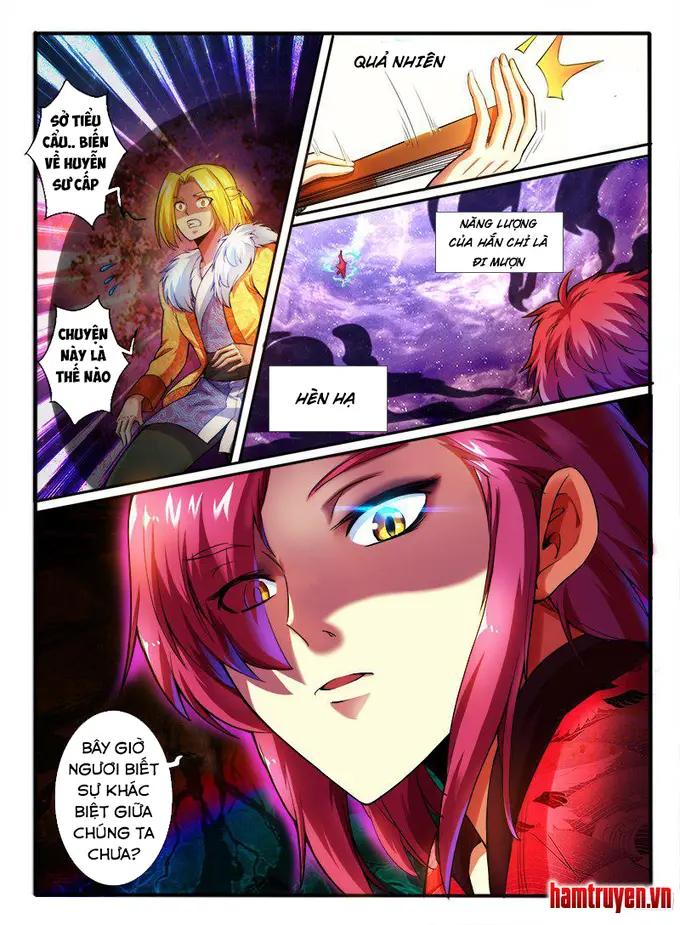 SỞ TIỂU
CẨU.. BIẾN
VỀ HUYỄN
SƯ CẤP
CHUYỆN
NÀY LÀ
THẾ NÀO
QUẢ NHIÊN
NĂNG LƯỢNG
CỦA HẮN CHỈ LÀ
ĐI MƯỢN
HÈN HẠ
BÂY GIỜ
NGƯƠI BIẾT
SỰ KHÁC
BIỆT GIỮA
CHÚNG TA
CHƯA?
hamtruyen.vn